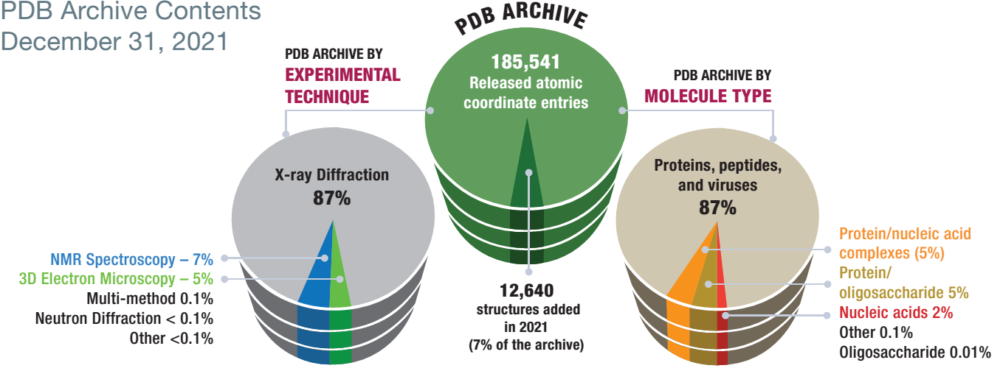 PDB Archive Contents
December 31, 2021
PDB ARCHIVE
185,541
Released atomic
coordinate entries
12,640
structures added
in 2021
(7% of the archive)
PDB ARCHIVE BY
EXPERIMENTAL
TECHNIQUE
X-ray Diffraction
87%
NMR Spectroscopy – 7%
3D Electron Microscopy – 5%
Multi-method 0.1%
Neutron Diffraction < 0.1%
Other <0.1%
PDB ARCHIVE BY
MOLECULE TYPE
Proteins, peptides,
and viruses
87%
Protein/nucleic acid
complexes (5%)
Protein/
oligosaccharide 5%
Nucleic acids 2%
Other 0.1%
Oligosaccharide 0.01%